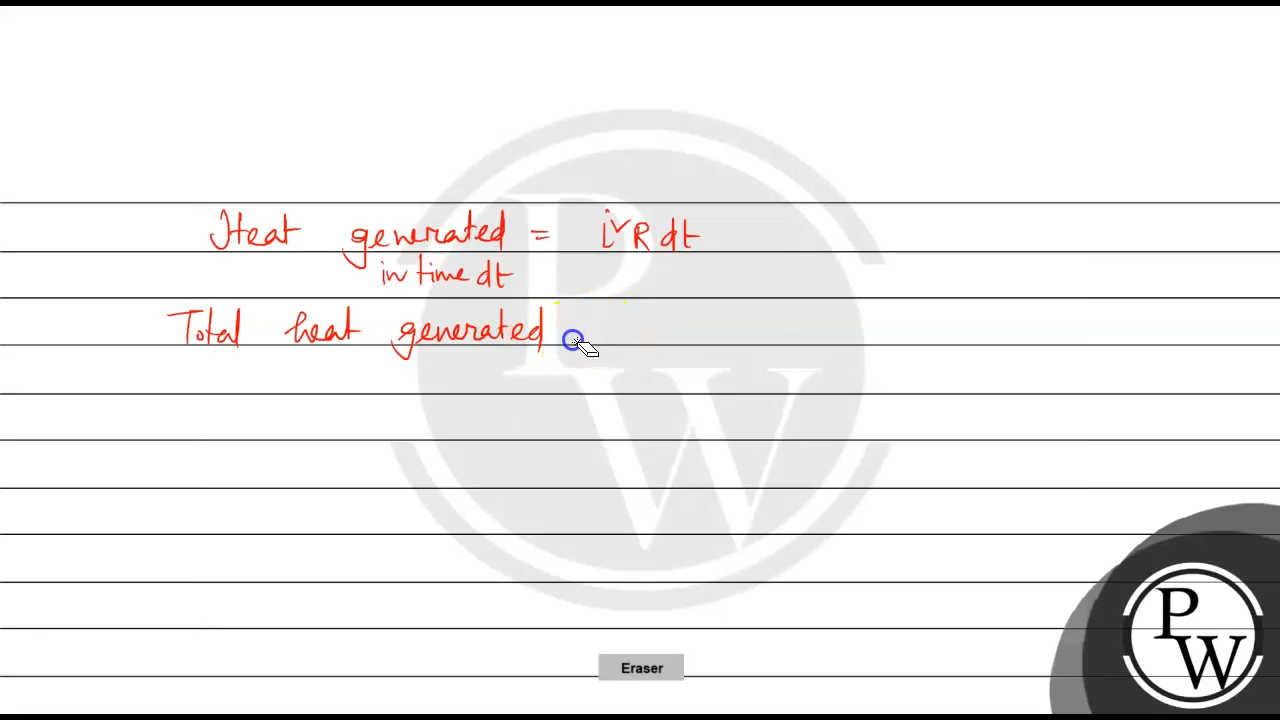 Heat generated = i²R dt
in time dt
Total heat generated
P
W
P
W
Eraser